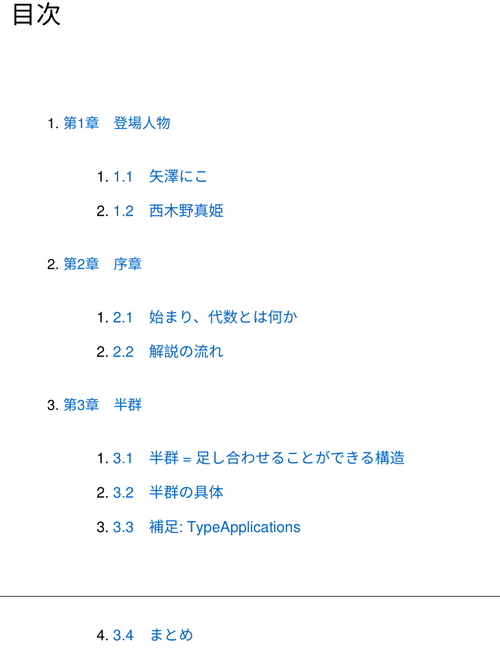 目次
1. 第1章　登場人物
1. 1.1　矢澤にこ
2. 1.2　西木野真姫
2. 第2章　序章
1. 2.1　始まり、代数とは何か
2. 2.2　解説の流れ
3. 第3章　半群
1. 3.1　半群 = 足し合わせることができる構造
2. 3.2　半群の具体
3. 3.3　補足: TypeApplications
4. 3.4　まとめ